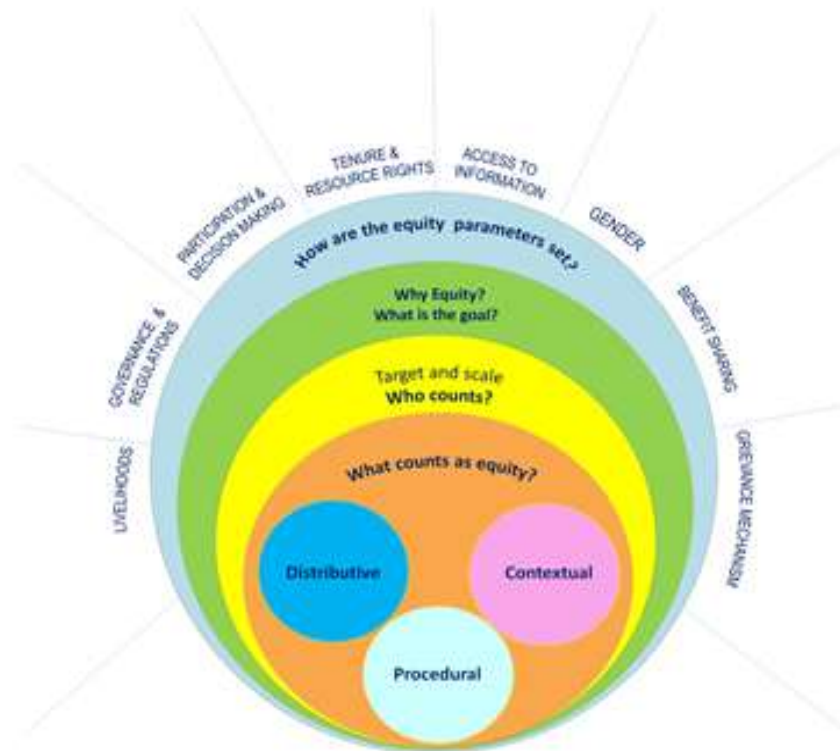 TENURE &
RESOURCE RIGHTS
ACCESS TO
INFORMATION
PARTICIPATION &
DECISION MAKING
GENDER
GOVERNANCE &
REGULATIONS
BENEFIT SHARING
LIVELIHOODS
GRIEVANCE MECHANISM
How are the equity parameters set?
Why Equity?
What is the goal?
Target and scale
Who counts?
What counts as equity?
Distributive
Contextual
Procedural